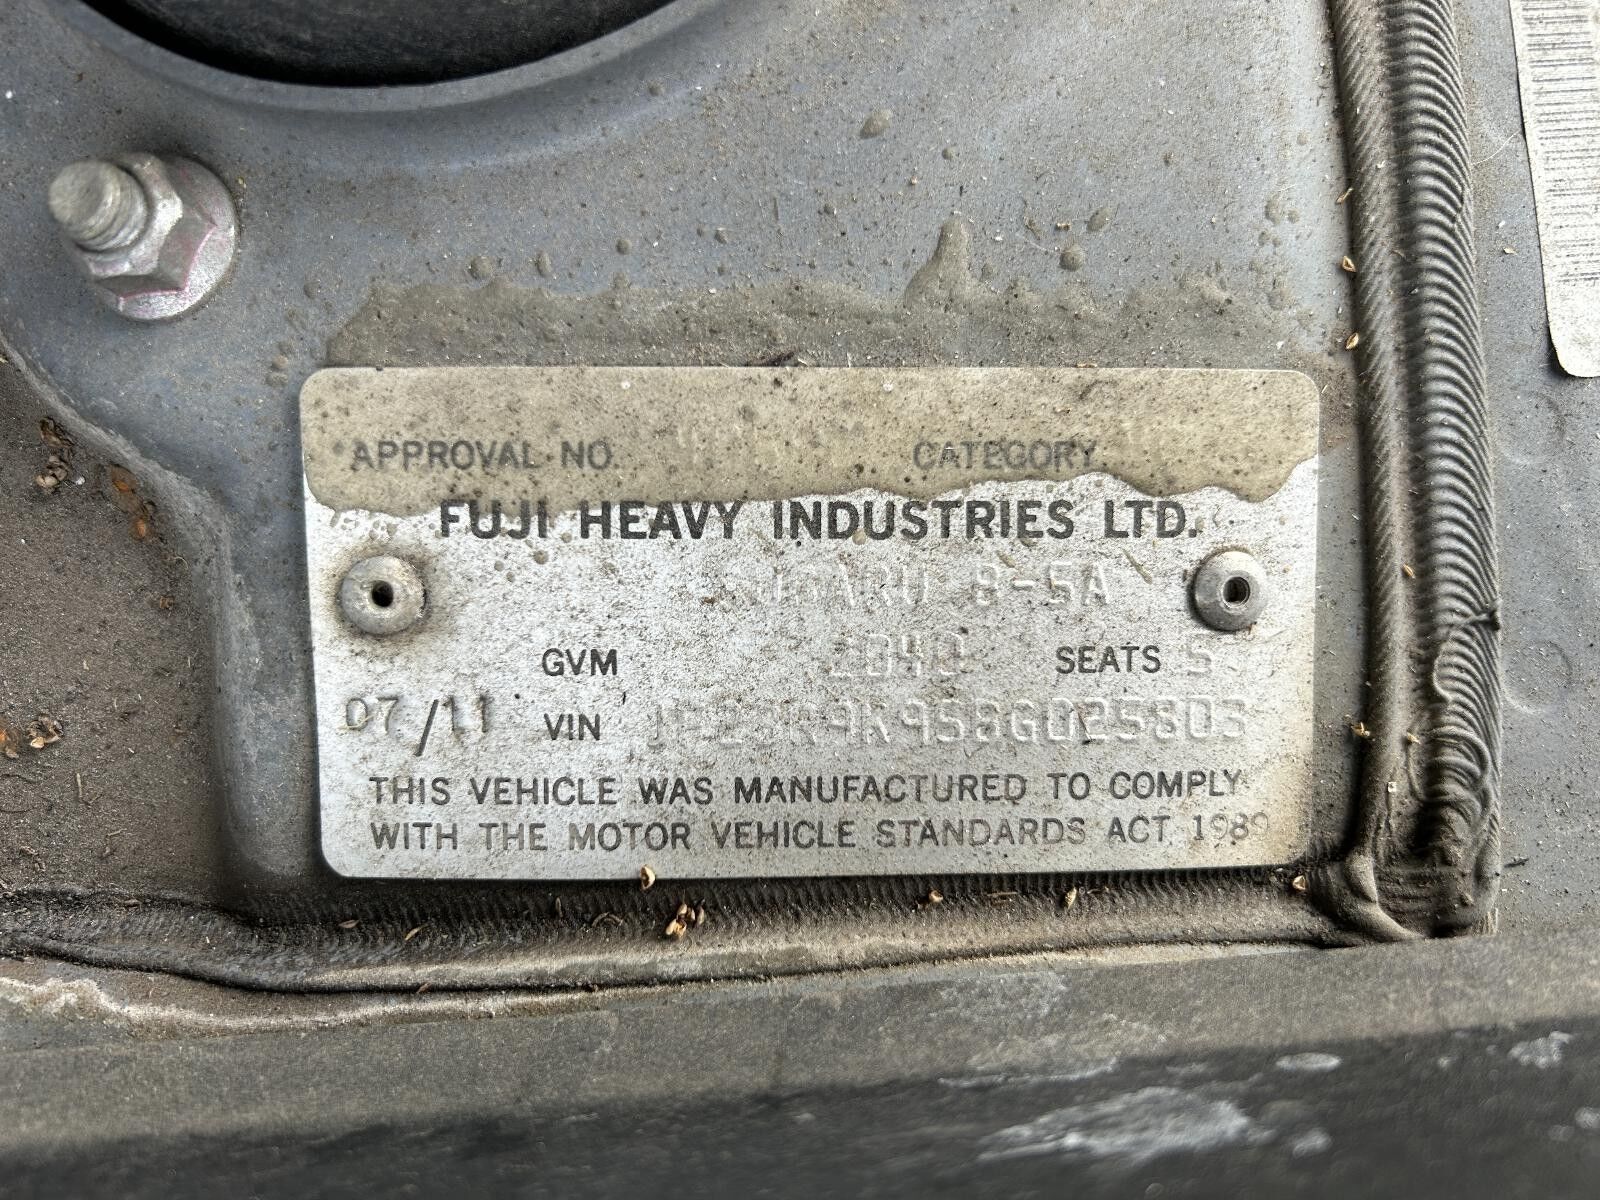 APPROVAL NO. CATEGORY
FUJI HEAVY INDUSTRIES LTD.
SUBARU B-5A
GVM 2040 SEATS 5
07/11 VIN
THIS VEHICLE WAS MANUFACTURED TO COMPLY
WITH THE MOTOR VEHICLE STANDARDS ACT 1989